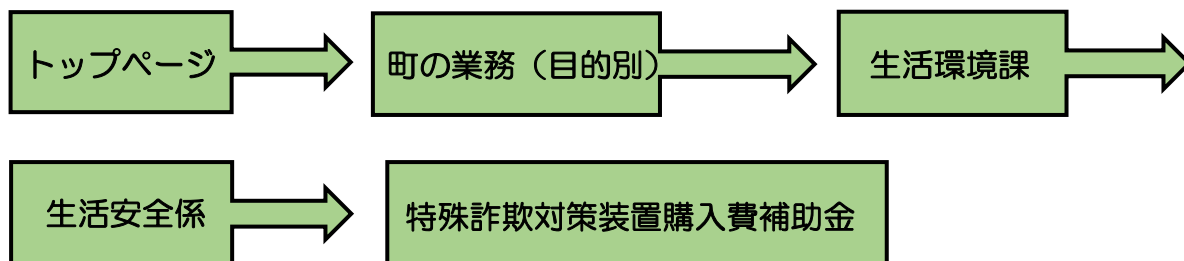 トップページ
町の業務（目的別）
生活環境課
生活安全係
特殊詐欺対策装置購入費補助金